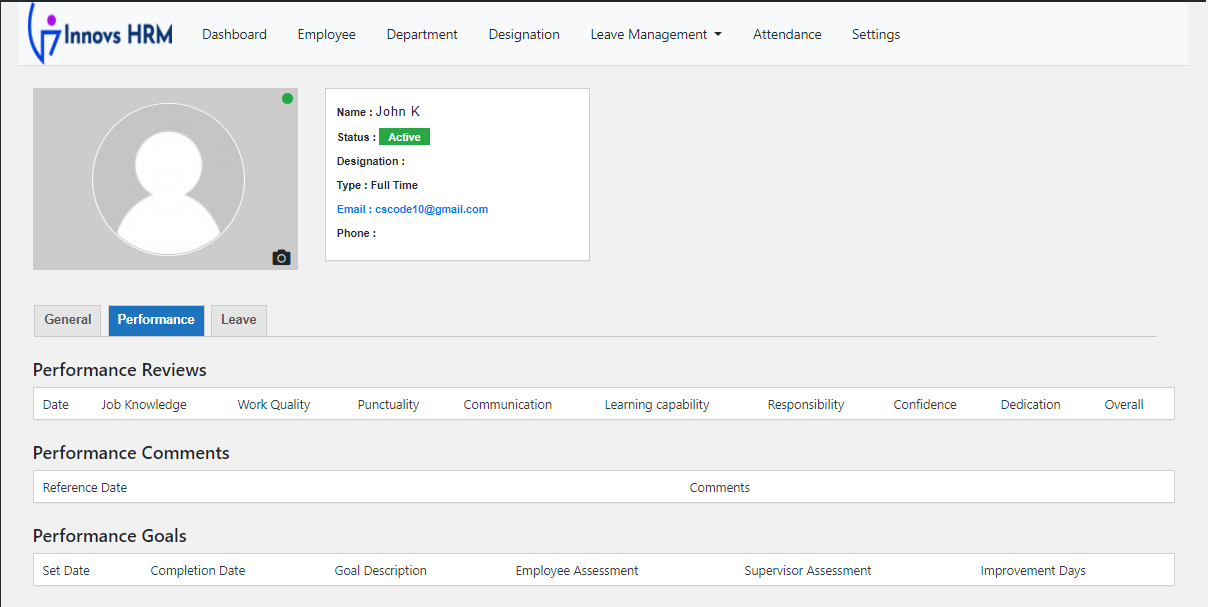 Innovs HRM Dashboard Employee Department Designation Leave Management Attendance Settings
Name : John K
Status : Active
Designation :
Type : Full Time
Email : cscode10@gmail.com
Phone :
General Performance Leave
Performance Reviews
Date Job Knowledge Work Quality Punctuality Communication Learning capability Responsibility Confidence Dedication Overall
Performance Comments
Reference Date Comments
Performance Goals
Set Date Completion Date Goal Description Employee Assessment Supervisor Assessment Improvement Days